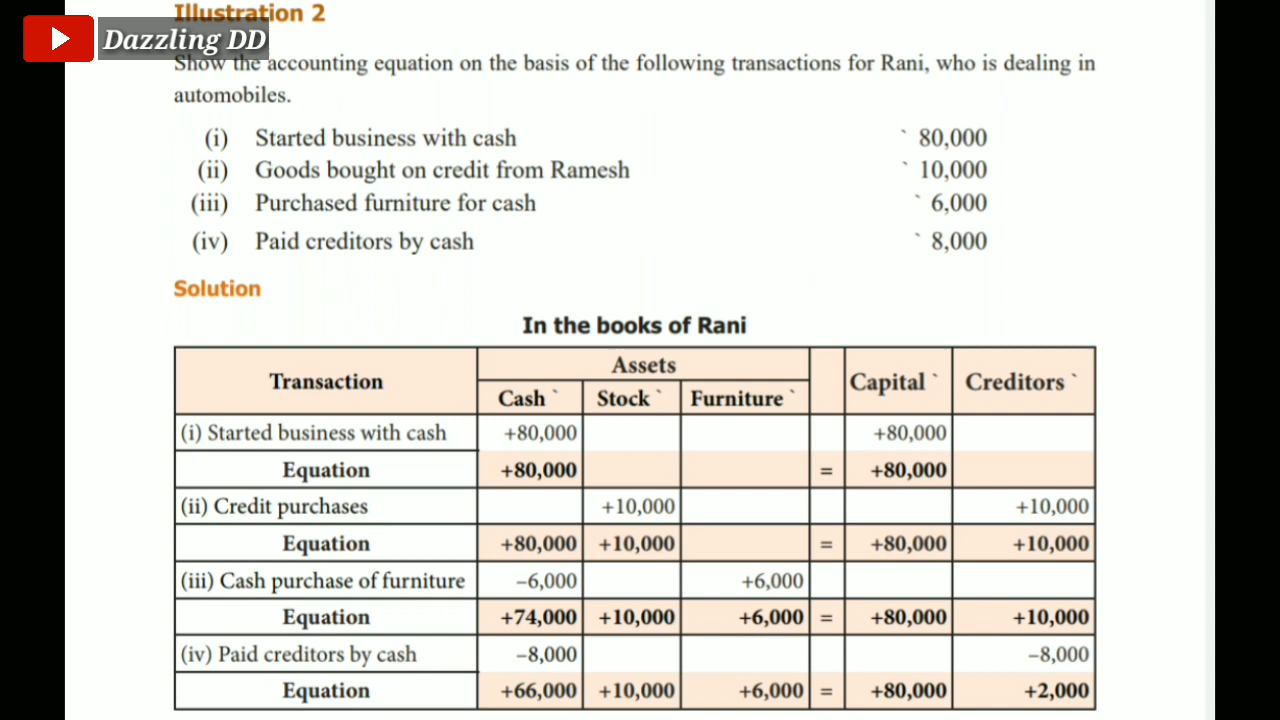 Illustration 2
Dazzling DD
Show the accounting equation on the basis of the following transactions for Rani, who is dealing in
automobiles.
(i) Started business with cash ` 80,000
(ii) Goods bought on credit from Ramesh ` 10,000
(iii) Purchased furniture for cash ` 6,000
(iv) Paid creditors by cash ` 8,000
Solution
In the books of Rani
Transaction Assets Capital ` Creditors `
Cash ` Stock ` Furniture `
(i) Started business with cash +80,000 +80,000
Equation +80,000 = +80,000
(ii) Credit purchases +10,000 +10,000
Equation +80,000 +10,000 = +80,000 +10,000
(iii) Cash purchase of furniture –6,000 +6,000
Equation +74,000 +10,000 +6,000 = +80,000 +10,000
(iv) Paid creditors by cash –8,000 –8,000
Equation +66,000 +10,000 +6,000 = +80,000 +2,000